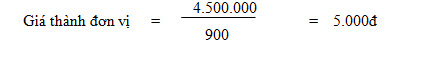 4.500.000
Giá thành đơn vị = = 5.000đ
900